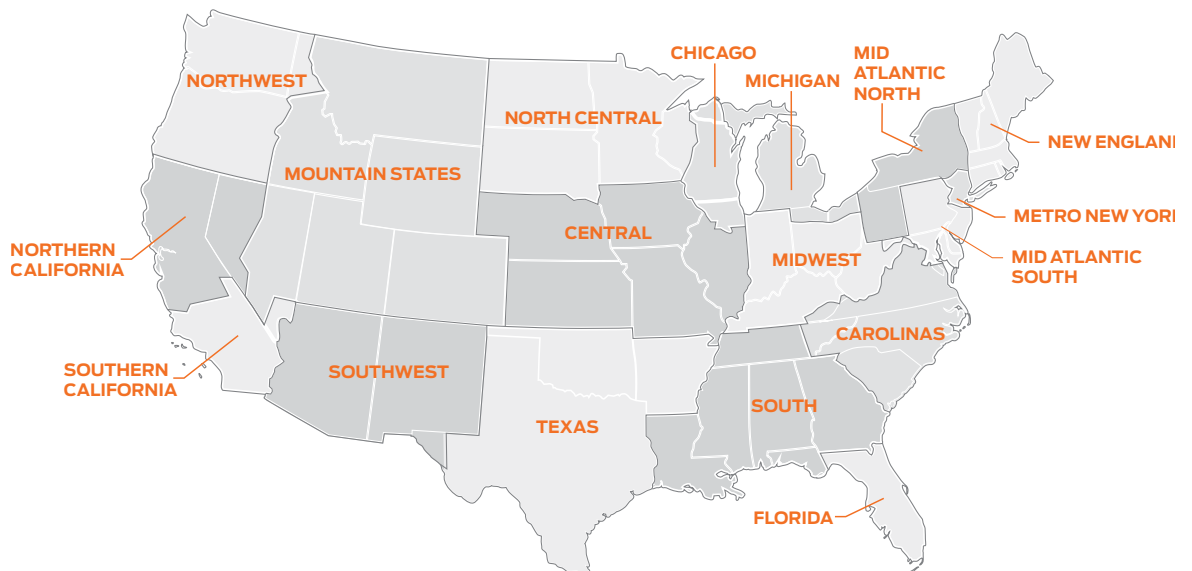 CHICAGO
MID
ATLANTIC
NORTH
MICHIGAN
NORTHWEST
NORTH CENTRAL
NEW ENGLAN
MOUNTAIN STATES
METRO NEW YORK
CENTRAL
NORTHERN
CALIFORNIA
MIDWEST
MID ATLANTIC
SOUTH
CAROLINAS
SOUTHERN
CALIFORNIA
SOUTHWEST
SOUTH
TEXAS
FLORIDA